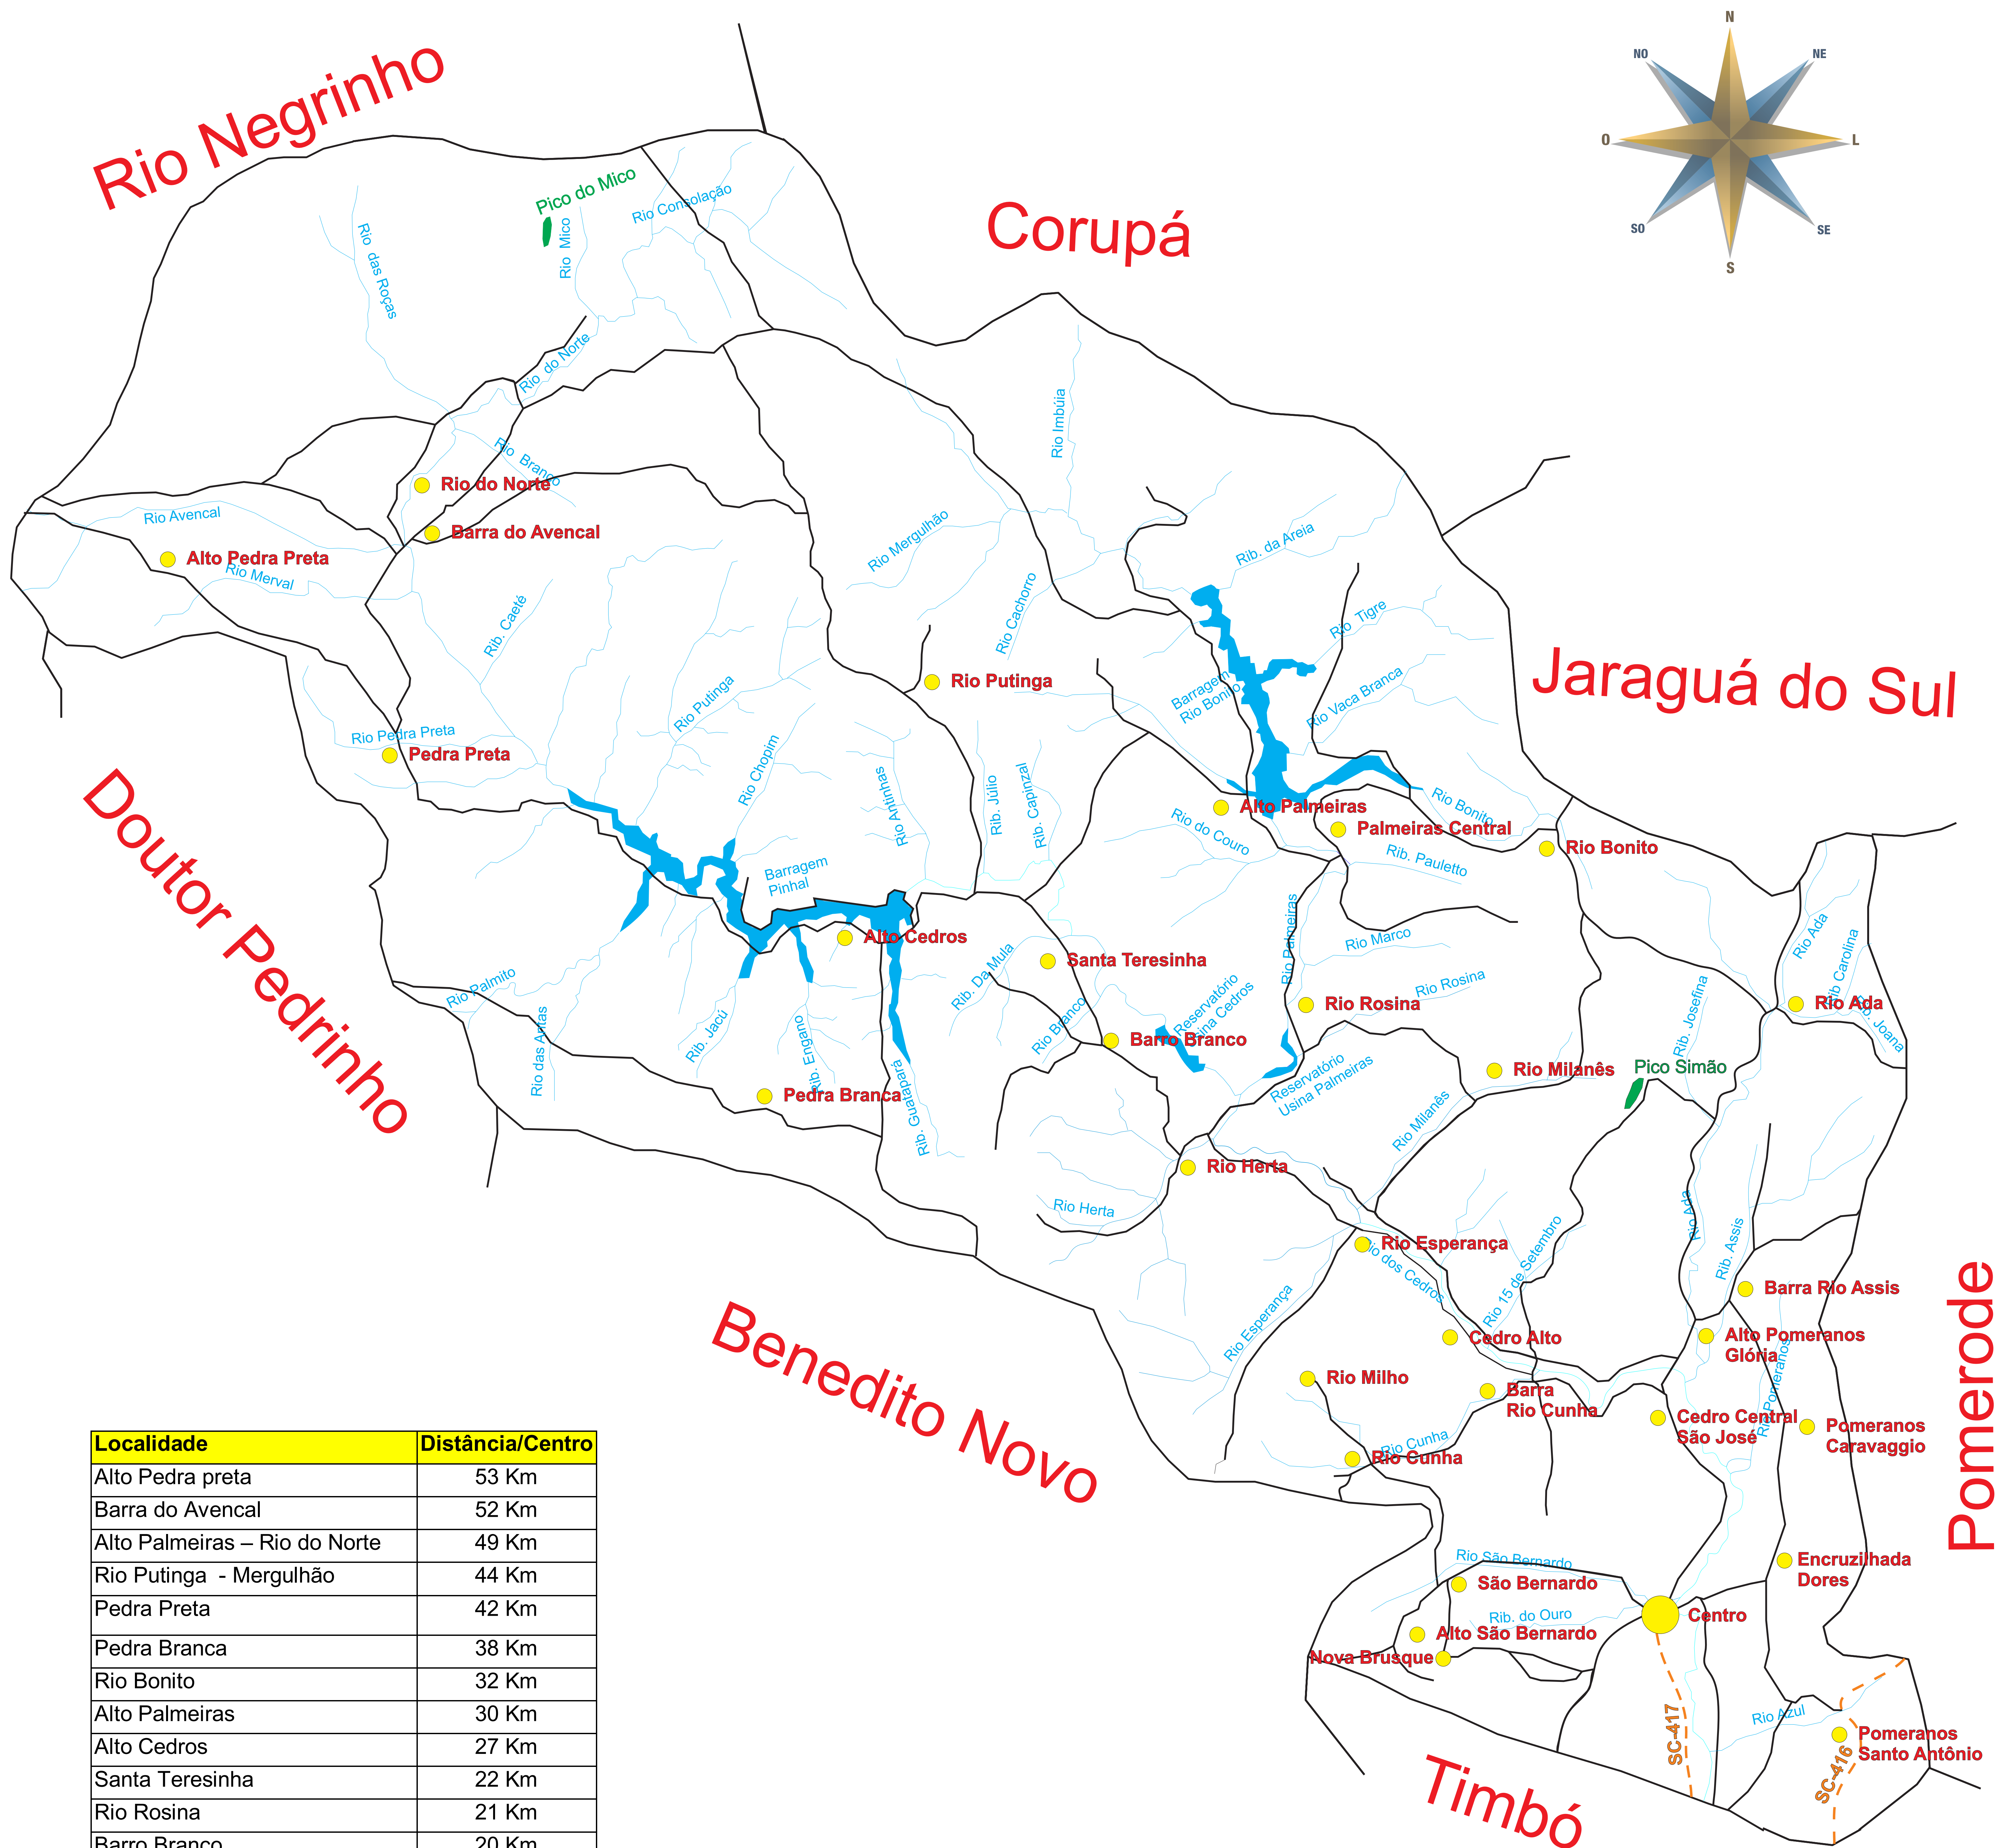 N
NO
NE
O
L
SO
SE
S
Rio Negrinho
Corupá
Jaraguá do Sul
Doutor Pedrinho
Benedito Novo
Pomerode
Timbó
Pico do Mico
Rio Mico
Rio Consolação
Rio das Roças
Rio do Norte
Rio Branco
Rio do Norte
Barra do Avencal
Rio Avencal
Alto Pedra Preta
Rio Merval
Rib. Caeté
Rio Pedra Preta
Pedra Preta
Rio Putinga
Rio Chopim
Rio Antinhas
Rio Mergulhão
Rio Cachorro
Rio Imbúia
Rio Putinga
Rib. Júlio
Rib. Capinzal
Rib. da Areia
Rio Tigre
Barragem
Rio Bonito
Rio Vaca Branca
Alto Palmeiras
Palmeiras Central
Rio Bonito
Rio Bonito
Rio do Couro
Rib. Pauletto
Barragem
Pinhal
Alto Cedros
Rib. Da Mula
Santa Teresinha
Rio Palmeiras
Rio Marco
Rio Rosina
Rio Rosina
Reservatório
Usina Cedros
Rio Branco
Barro Branco
Rio Palmito
Rio das Antas
Rib. Jacú
Rib. Engano
Rib. Guatapará
Pedra Branca
Reservatório
Usina Palmeiras
Rio Milanês
Rio Milanês
Pico Simão
Rib. Josefina
Rio Ada
Rib Carolina
Rio Ada
Rib. Joana
Rio Herta
Rio Herta
Rio Esperança
Rio dos Cedros
Rio 15 de Setembro
Rio Ada
Rib. Assis
Barra Rio Assis
Rio Esperança
Cedro Alto
Alto Pomeranos
Glória
Rio Pomeranos
Rio Milho
Barra
Rio Cunha
Cedro Central
São José
Pomeranos
Caravaggio
Rio Cunha
Rio Cunha
Rio São Bernardo
São Bernardo
Encruzilhada
Dores
Rib. do Ouro
Centro
Alto São Bernardo
Nova Brusque
SC-417
Rio Azul
Pomeranos
Santo Antônio
SC-416
Localidade Distância/Centro
Alto Pedra preta 53 Km
Barra do Avencal 52 Km
Alto Palmeiras – Rio do Norte 49 Km
Rio Putinga - Mergulhão 44 Km
Pedra Preta 42 Km
Pedra Branca 38 Km
Rio Bonito 32 Km
Alto Palmeiras 30 Km
Alto Cedros 27 Km
Santa Teresinha 22 Km
Rio Rosina 21 Km
Barro Branco 20 Km